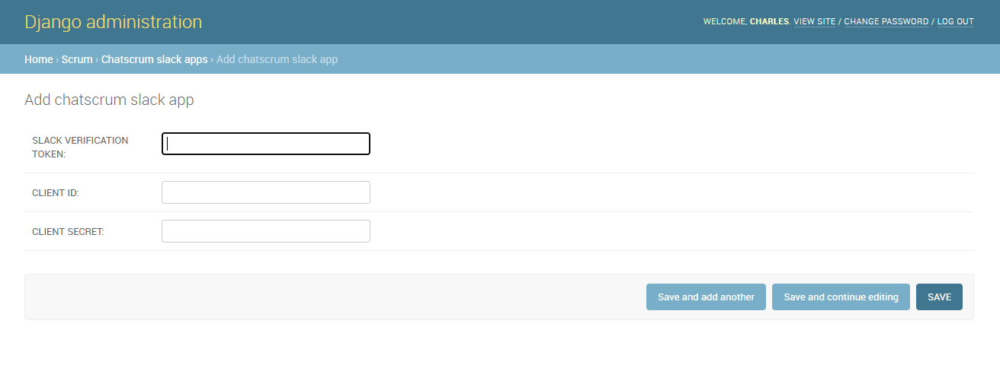 Django administration
WELCOME, CHARLES. VIEW SITE / CHANGE PASSWORD / LOG OUT
Home › Scrum › Chatscrum slack apps › Add chatscrum slack app
Add chatscrum slack app
SLACK VERIFICATION
TOKEN:
CLIENT ID:
CLIENT SECRET:
Save and add another
Save and continue editing
SAVE